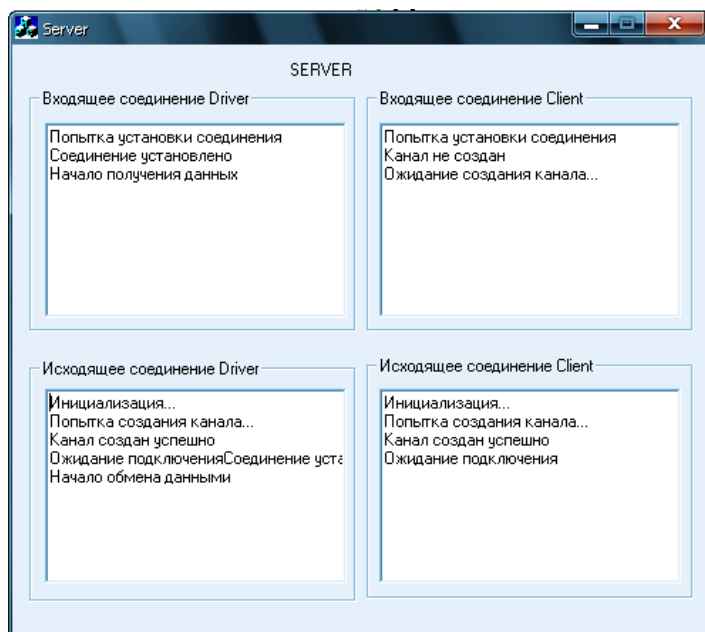 Server
SERVER
Входящее соединение Driver
Попытка установки соединения
Соединение установлено
Начало получения данных
Входящее соединение Client
Попытка установки соединения
Канал не создан
Ожидание создания канала...
Исходящее соединение Driver
Инициализация...
Попытка создания канала...
Канал создан успешно
Ожидание подключенияСоединение уста
Начало обмена данными
Исходящее соединение Client
Инициализация...
Попытка создания канала...
Канал создан успешно
Ожидание подключения